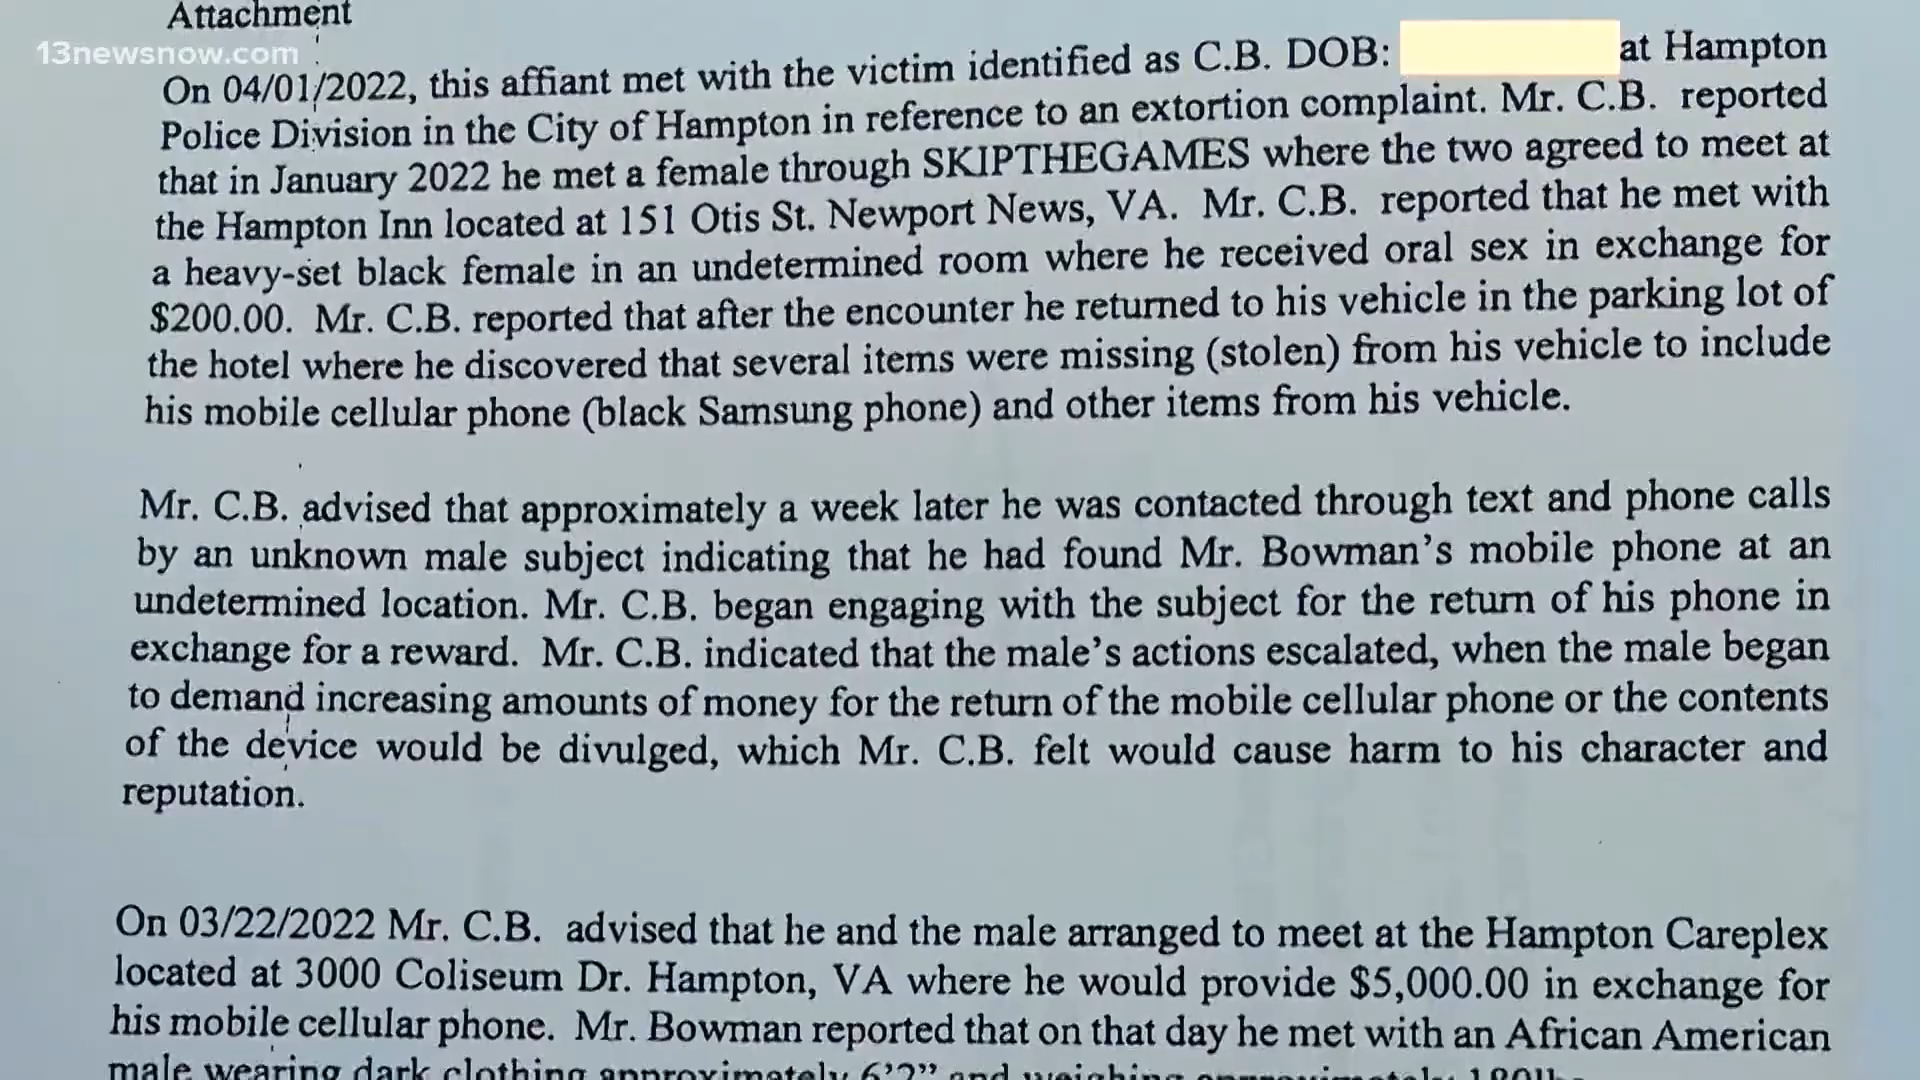 Attachment
13newsnow.com
On 04/01/2022, this affiant met with the victim identified as C.B. DOB: at Hampton
Police Division in the City of Hampton in reference to an extortion complaint. Mr. C.B. reported
that in January 2022 he met a female through SKIPTHEGAMES where the two agreed to meet at
the Hampton Inn located at 151 Otis St. Newport News, VA. Mr. C.B. reported that he met with
a heavy-set black female in an undetermined room where he received oral sex in exchange for
$200.00. Mr. C.B. reported that after the encounter he returned to his vehicle in the parking lot of
the hotel where he discovered that several items were missing (stolen) from his vehicle to include
his mobile cellular phone (black Samsung phone) and other items from his vehicle.
Mr. C.B. advised that approximately a week later he was contacted through text and phone calls
by an unknown male subject indicating that he had found Mr. Bowman's mobile phone at an
undetermined location. Mr. C.B. began engaging with the subject for the return of his phone in
exchange for a reward. Mr. C.B. indicated that the male's actions escalated, when the male began
to demand increasing amounts of money for the return of the mobile cellular phone or the contents
of the device would be divulged, which Mr. C.B. felt would cause harm to his character and
reputation.
On 03/22/2022 Mr. C.B. advised that he and the male arranged to meet at the Hampton Careplex
located at 3000 Coliseum Dr. Hampton, VA where he would provide $5,000.00 in exchange for
his mobile cellular phone. Mr. Bowman reported that on that day he met with an African American
male wearing dark clothing approximately 6'2" and weighing approximately